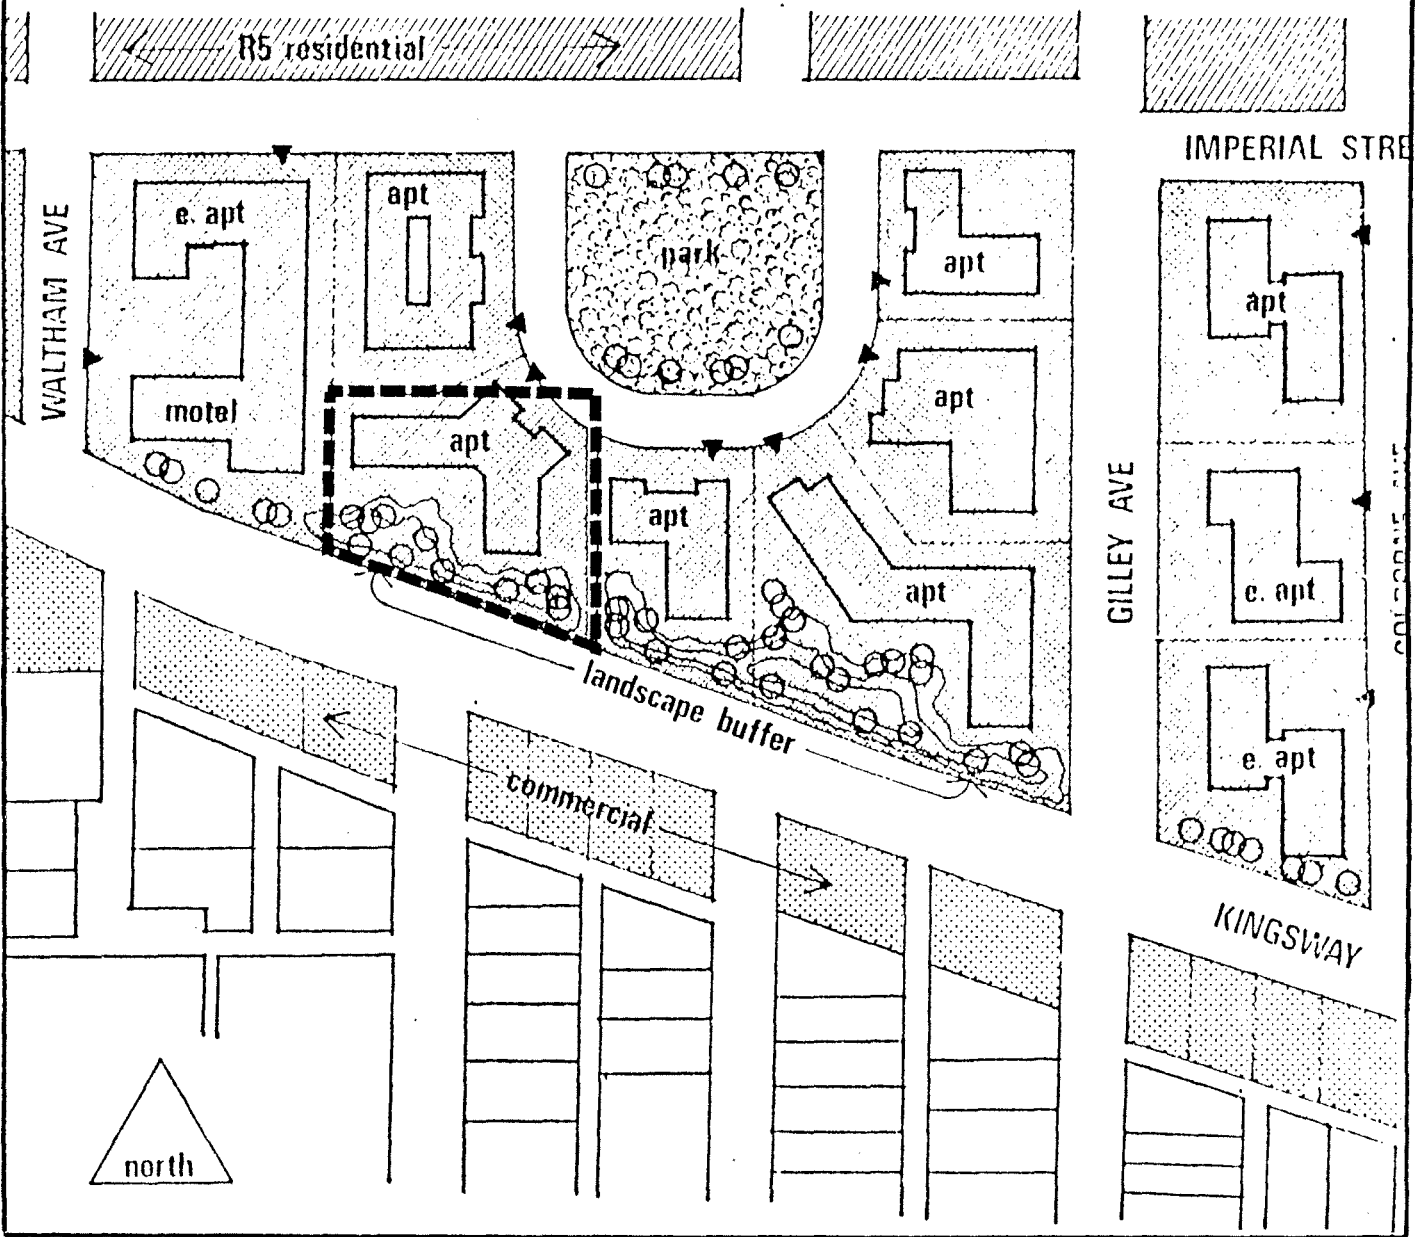 R5 residential
IMPERIAL STRE
WALTHAM AVE
e. apt
apt
park
apt
apt
motel
apt
apt
apt
apt
GILLEY AVE
e. apt
landscape buffer
e. apt
commercial
KINGSWAY
north